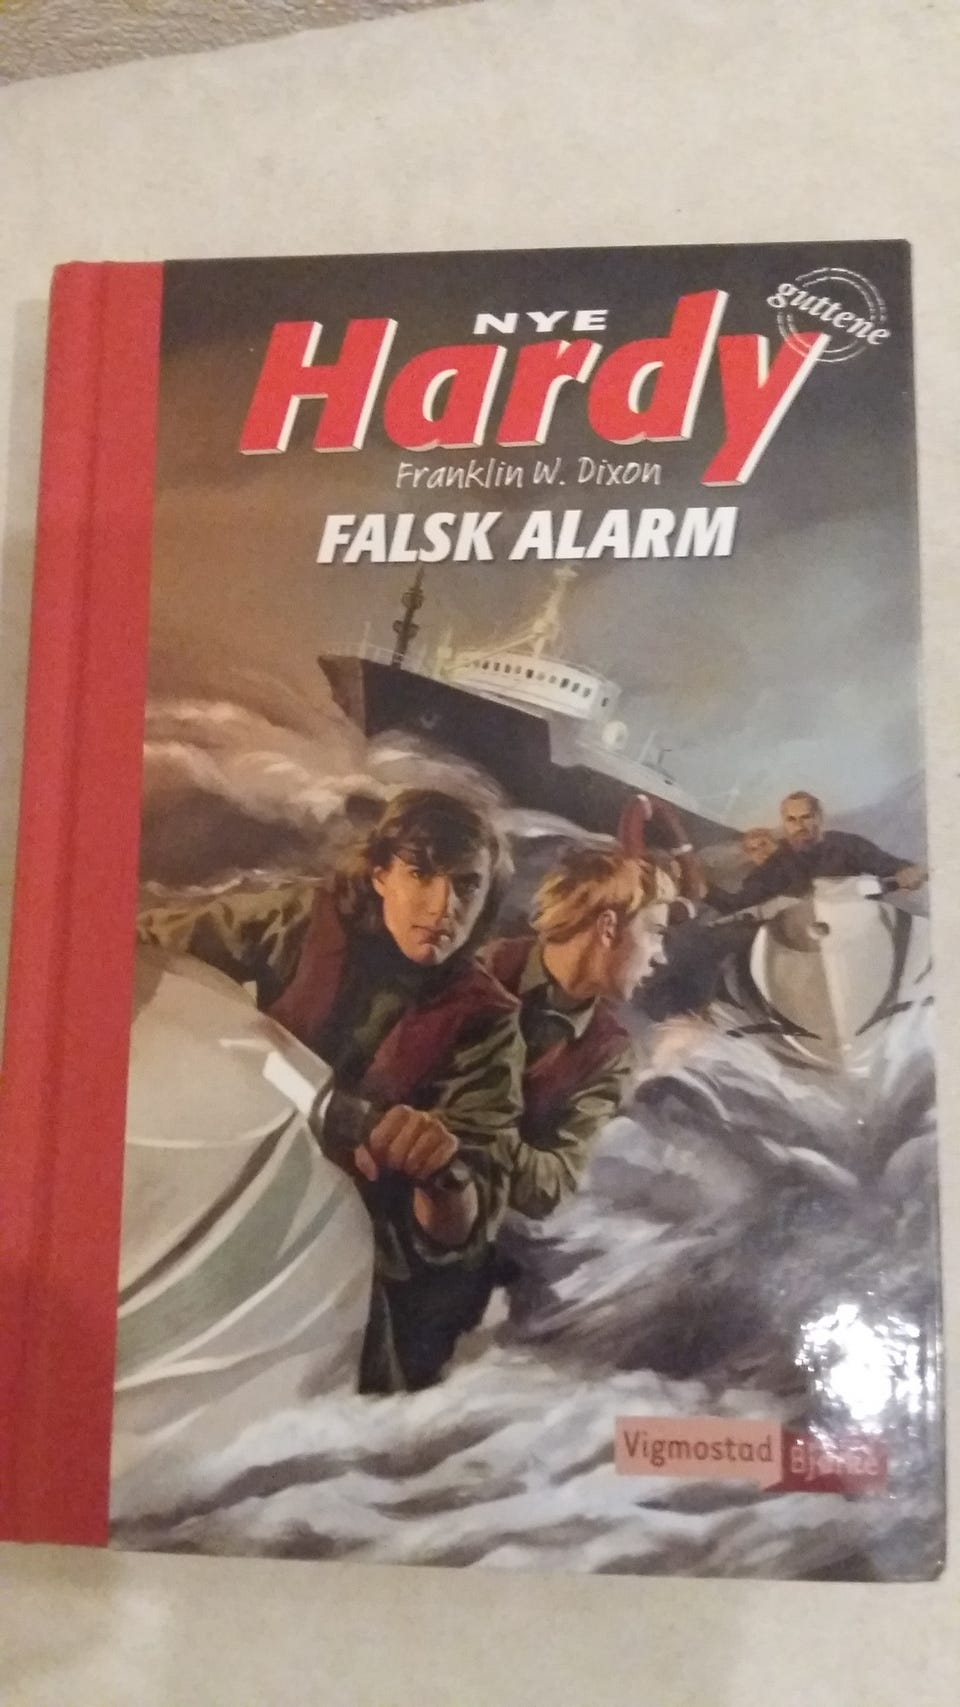 NYE
Hardy
guttene
Franklin W. Dixon
FALSK ALARM
Vigmostad
Bjørke